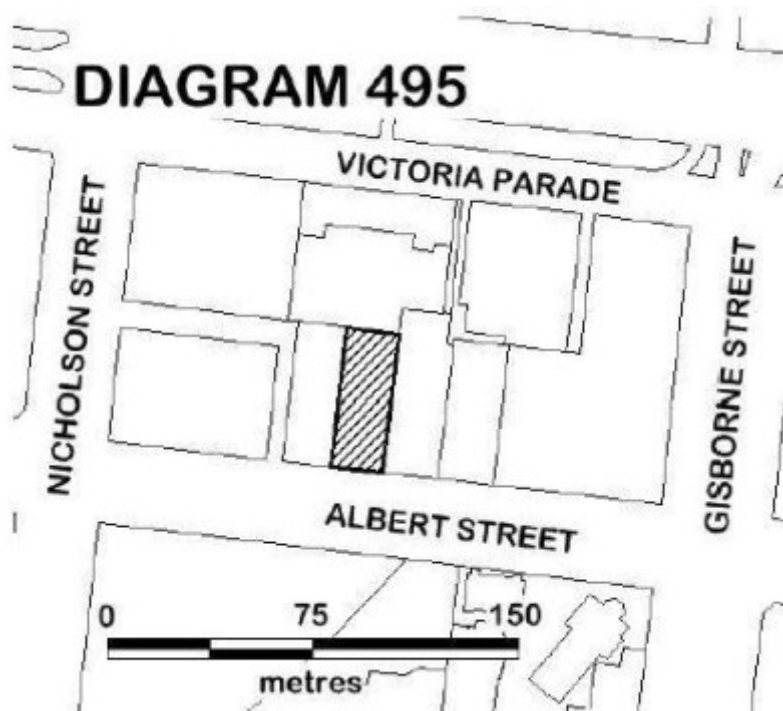 DIAGRAM 495
VICTORIA PARADE
NICHOLSON STREET
GISBORNE STREET
ALBERT STREET
0 75 150
metres